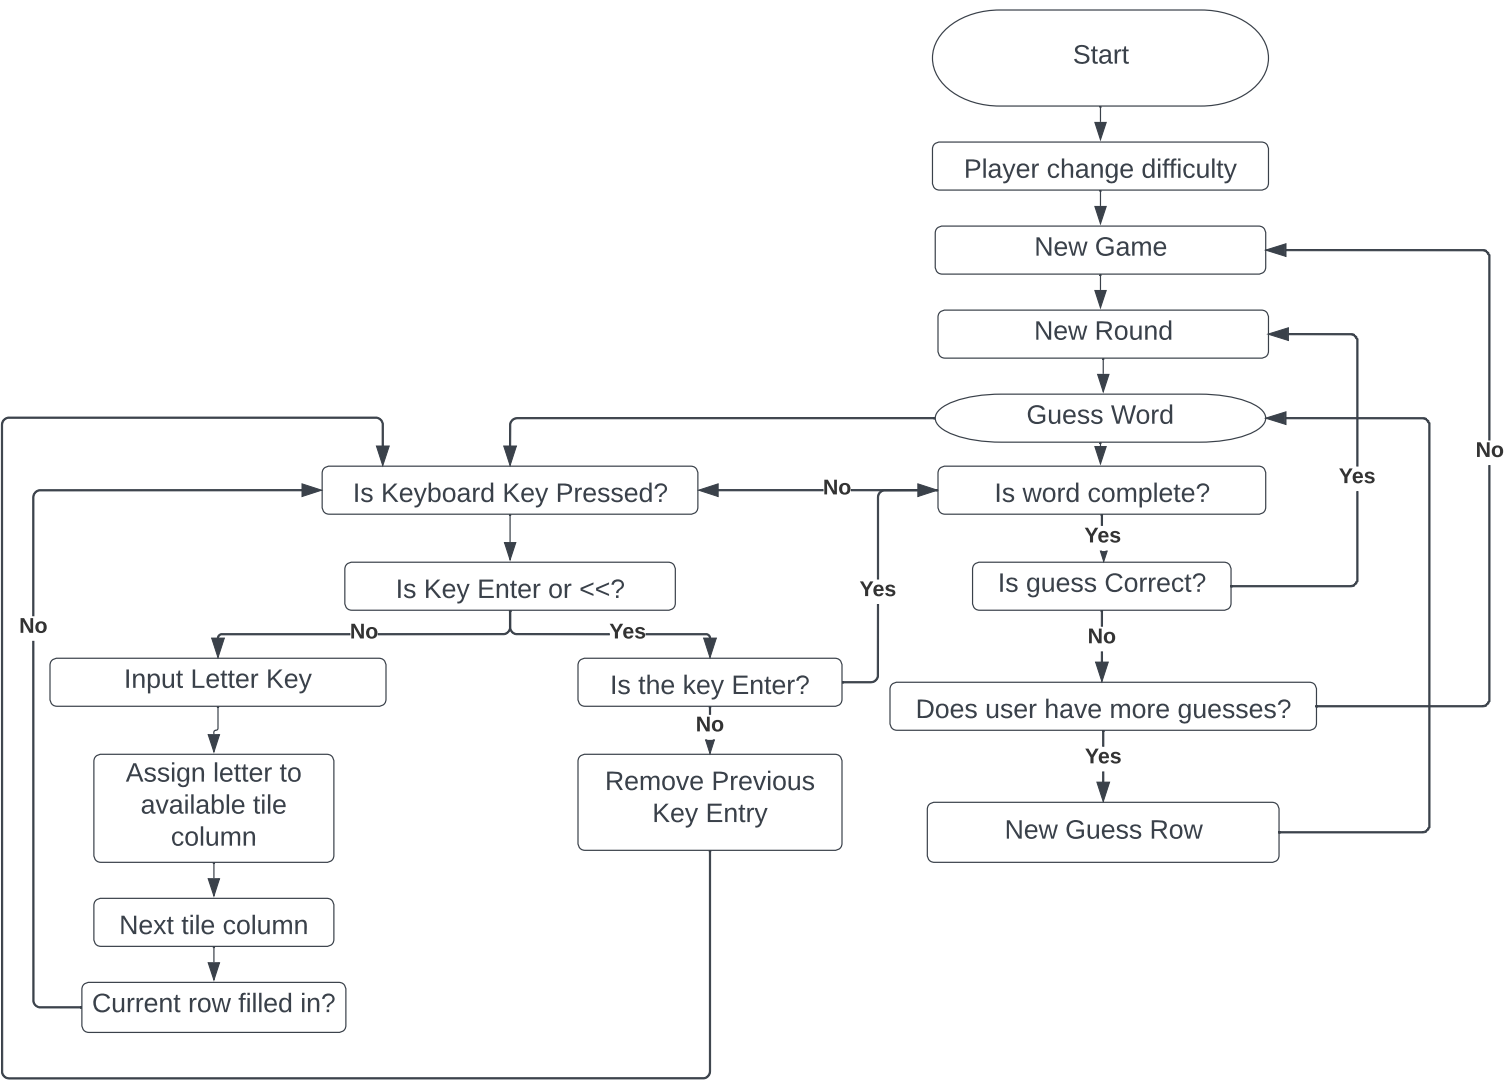 Start
Player change difficulty
New Game
New Round
Guess Word
No
Is Keyboard Key Pressed?
No
Is word complete?
Yes
Yes
Is Key Enter or <<?
Yes
Is guess Correct?
No
No
Yes
No
Input Letter Key
Is the key Enter?
Does user have more guesses?
No
Yes
Assign letter to
available tile
column
Remove Previous
Key Entry
New Guess Row
Next tile column
Current row filled in?